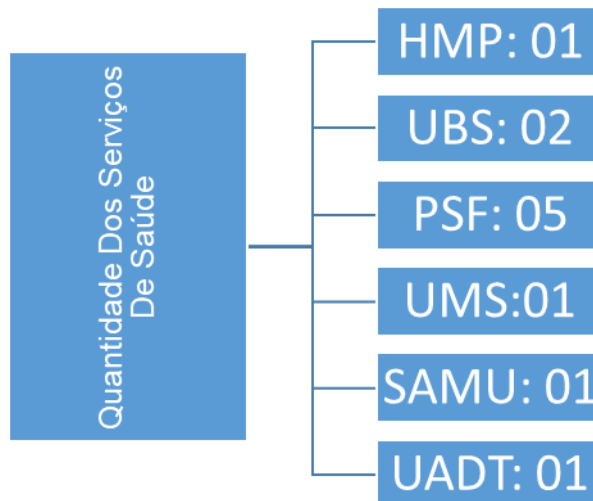 Quantidade Dos Serviços
De Saúde
HMP: 01
UBS: 02
PSF: 05
UMS:01
SAMU: 01
UADT: 01